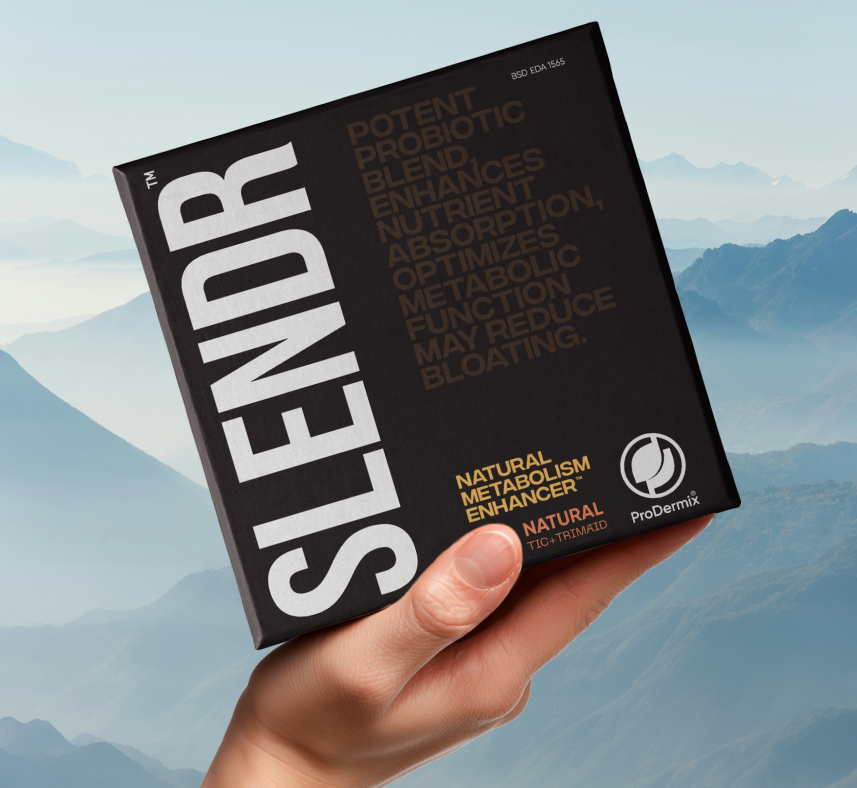 SLENDR™
BSD EDA 1565
POTENT
PROBIOTIC
BLEND,
ENHANCES
NUTRIENT
ABSORPTION,
OPTIMIZES
METABOLIC
FUNCTION
MAY REDUCE
BLOATING.
NATURAL
METABOLISM
ENHANCER™
NATURAL
TIC+TRIMAID
ProDermix®